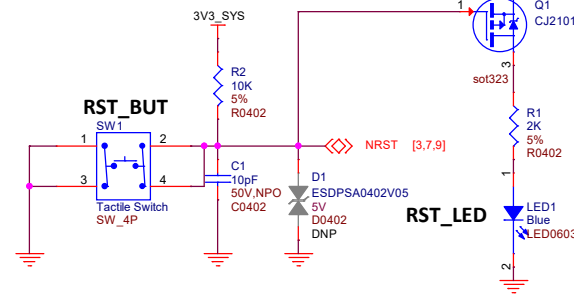 3V3_SYS
1
Q1
CJ2101
3
sot323
R2
10K
5%
R0402
RST_BUT
SW1
1
2
3
4
Tactile Switch
SW_4P
C1
10pF
50V,NPO
C0402
NRST [3,7,9]
D1
ESDPSA0402V05
5V
D0402
DNP
R1
2K
5%
R0402
1
RST_LED
LED1
Blue
LED0603
2